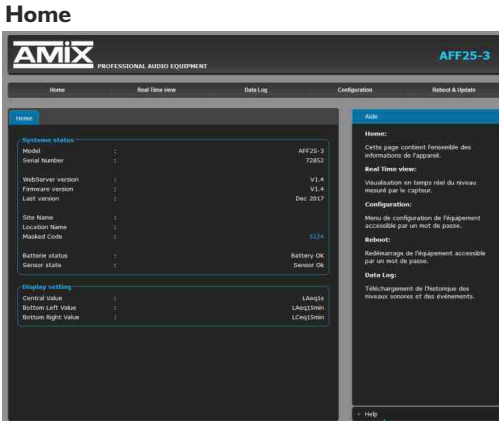 Home
AMiX PROFESSIONAL AUDIO EQUIPMENT
AFF25-3
Home Real Time view Data Log Configuration Reboot & Update
Home
Systeme status
Model : AFF25-3
Serial Number : 72852
WebServer version : V1.4
Firmware version : V1.4
Last version : Dec 2017
Site Name :
Location Name :
Masked Code : 5124
Batterie status : Battery OK
Sensor state : Sensor Ok
Display setting
Central Value : LAeq1s
Bottom Left Value : LAeq15min
Bottom Right Value : LCeq15min
Aide
Home:
Cette page contient l'ensemble des
informations de l'appareil.
Real Time view:
Visualisation en temps réel du niveau
mesuré par le capteur.
Configuration:
Menu de configuration de l'équipement
accessible par un mot de passe.
Reboot:
Redémarrage de l'équipement accessible
par un mot de passe.
Data Log:
Téléchargement de l'historique des
niveaux sonores et des événements.
Help